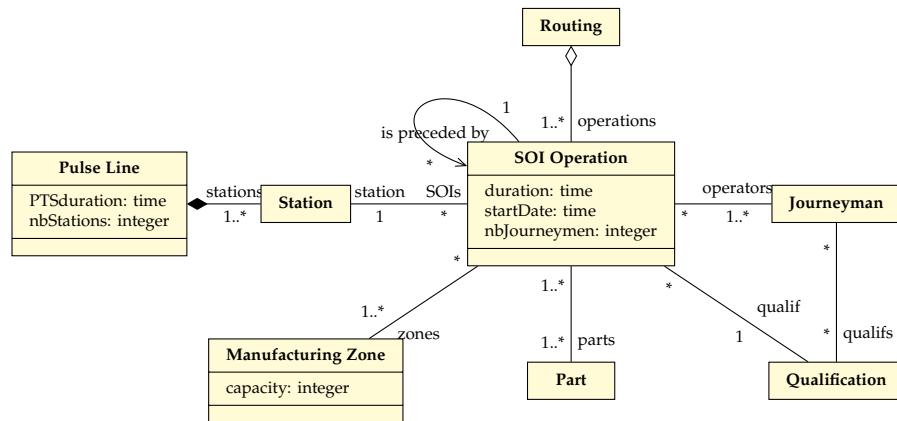 Routing
1
1..*
operations
is preceded by
*
SOI Operation
duration: time
startDate: time
nbJourneymen: integer
Pulse Line
PTSduration: time
nbStations: integer
stations
1..*
Station
station
1
SOIs
*
operators
*
1..*
Journeyman
*
1..*
zones
Manufacturing Zone
capacity: integer
1..*
1..*
parts
Part
*
qualif
1
*
*
qualifs
Qualification